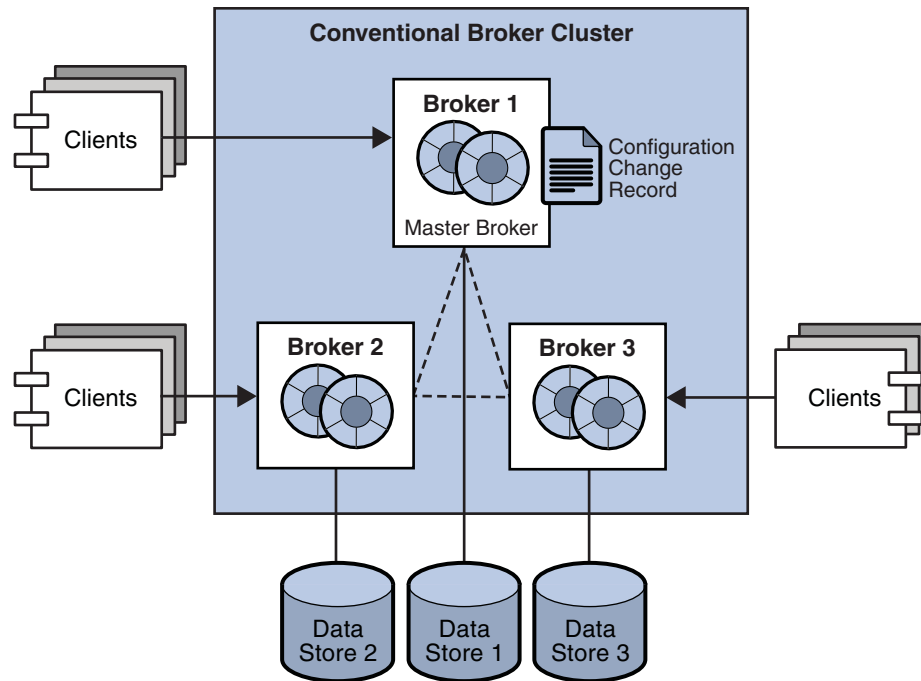 Conventional Broker Cluster
Broker 1
Clients
Configuration
Change
Record
Master Broker
Broker 2
Broker 3
Clients
Clients
Data
Store 2
Data
Store 1
Data
Store 3